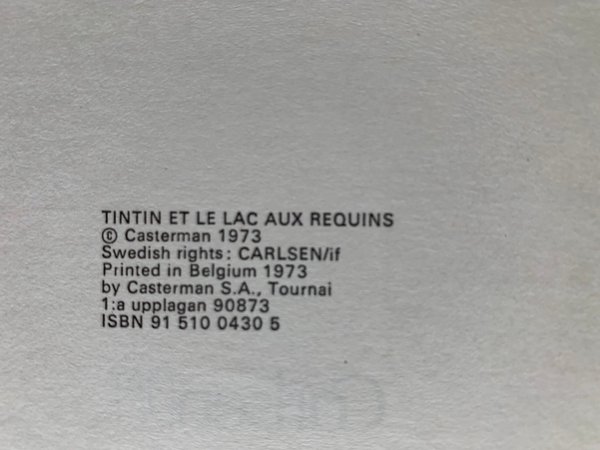 TINTIN ET LE LAC AUX REQUINS
© Casterman 1973
Swedish rights: CARLSEN/if
Printed in Belgium 1973
by Casterman S.A., Tournai
1:a upplagan 90873
ISBN 91 510 0430 5